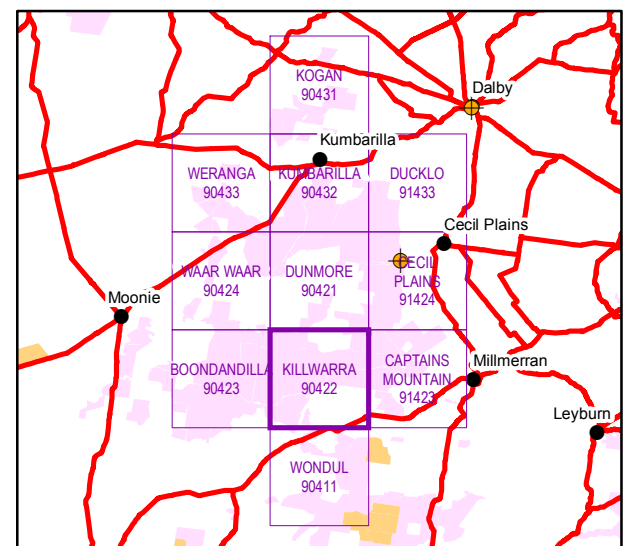 KOGAN
90431
Dalby
Kumbarilla
WERANGA
90433
KUMBARILLA
90432
DUCKLO
91433
Cecil Plains
WAAR WAAR
90424
DUNMORE
90421
CECIL
PLAINS
91424
Moonie
BOONDANDILLA
90423
KILLWARRA
90422
CAPTAINS
MOUNTAIN
91423
Millmerran
Leyburn
WONDUL
90411